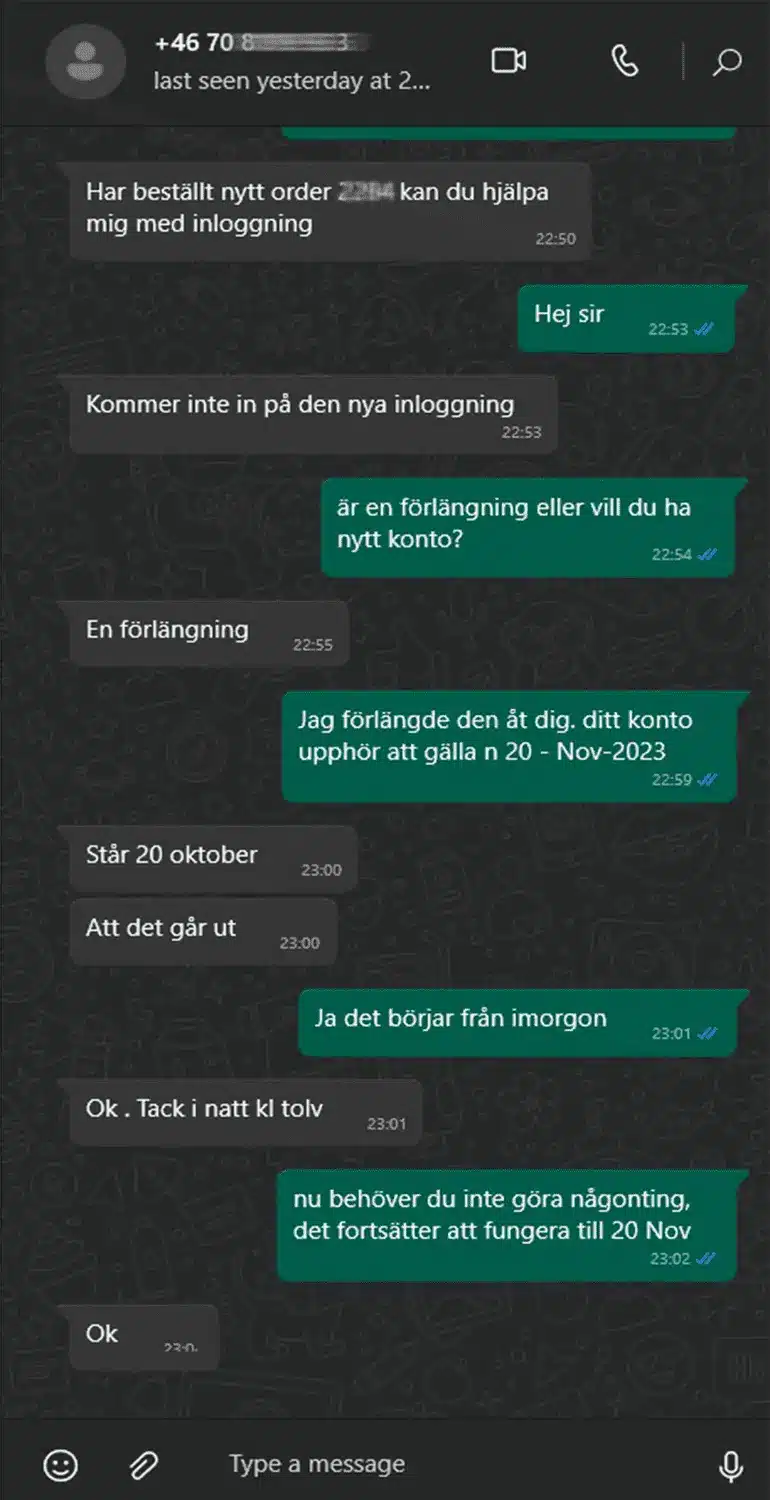 +46 70 8 3
last seen yesterday at 2...
Har beställt nytt order kan du hjälpa
mig med inloggning
22:50
Hej sir
22:53
Kommer inte in på den nya inloggning
22:53
är en förlängning eller vill du ha
nytt konto?
22:54
En förlängning
22:55
Jag förlängde den åt dig. ditt konto
upphör att gälla n 20 - Nov-2023
22:59
Står 20 oktober
23:00
Att det går ut
23:00
Ja det börjar från imorgon
23:01
Ok . Tack i natt kl tolv
23:01
nu behöver du inte göra någonting,
det fortsätter att fungera till 20 Nov
23:02
Ok
Type a message